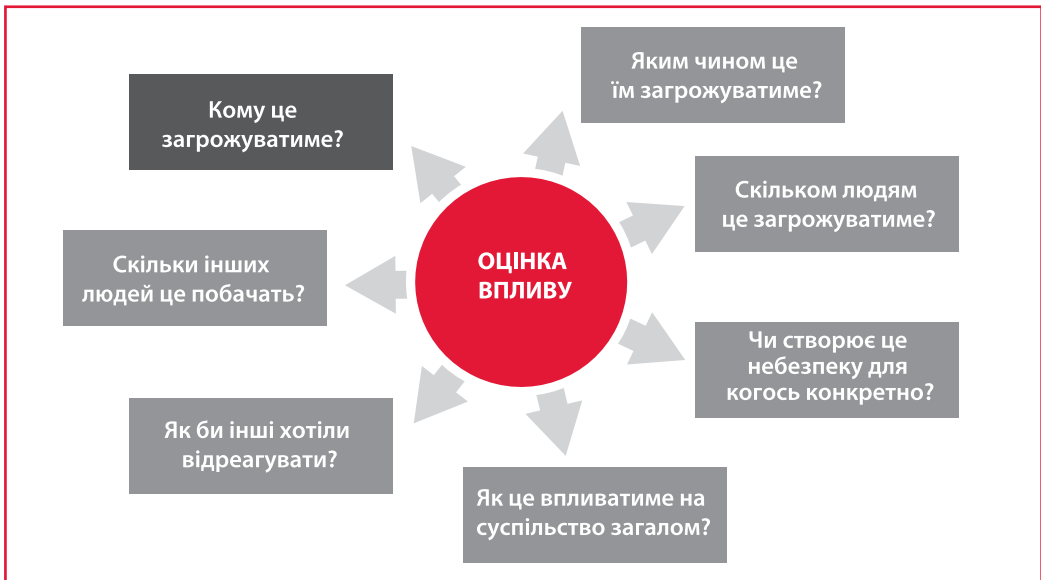 Кому це
загрожуватиме?
Яким чином це
їм загрожуватиме?
Скільком людям
це загрожуватиме?
Чи створює це
небезпеку для
когось конкретно?
Як це впливатиме на
суспільство загалом?
Як би інші хотіли
відреагувати?
Скільки інших
людей це побачать?
ОЦІНКА
ВПЛИВУ